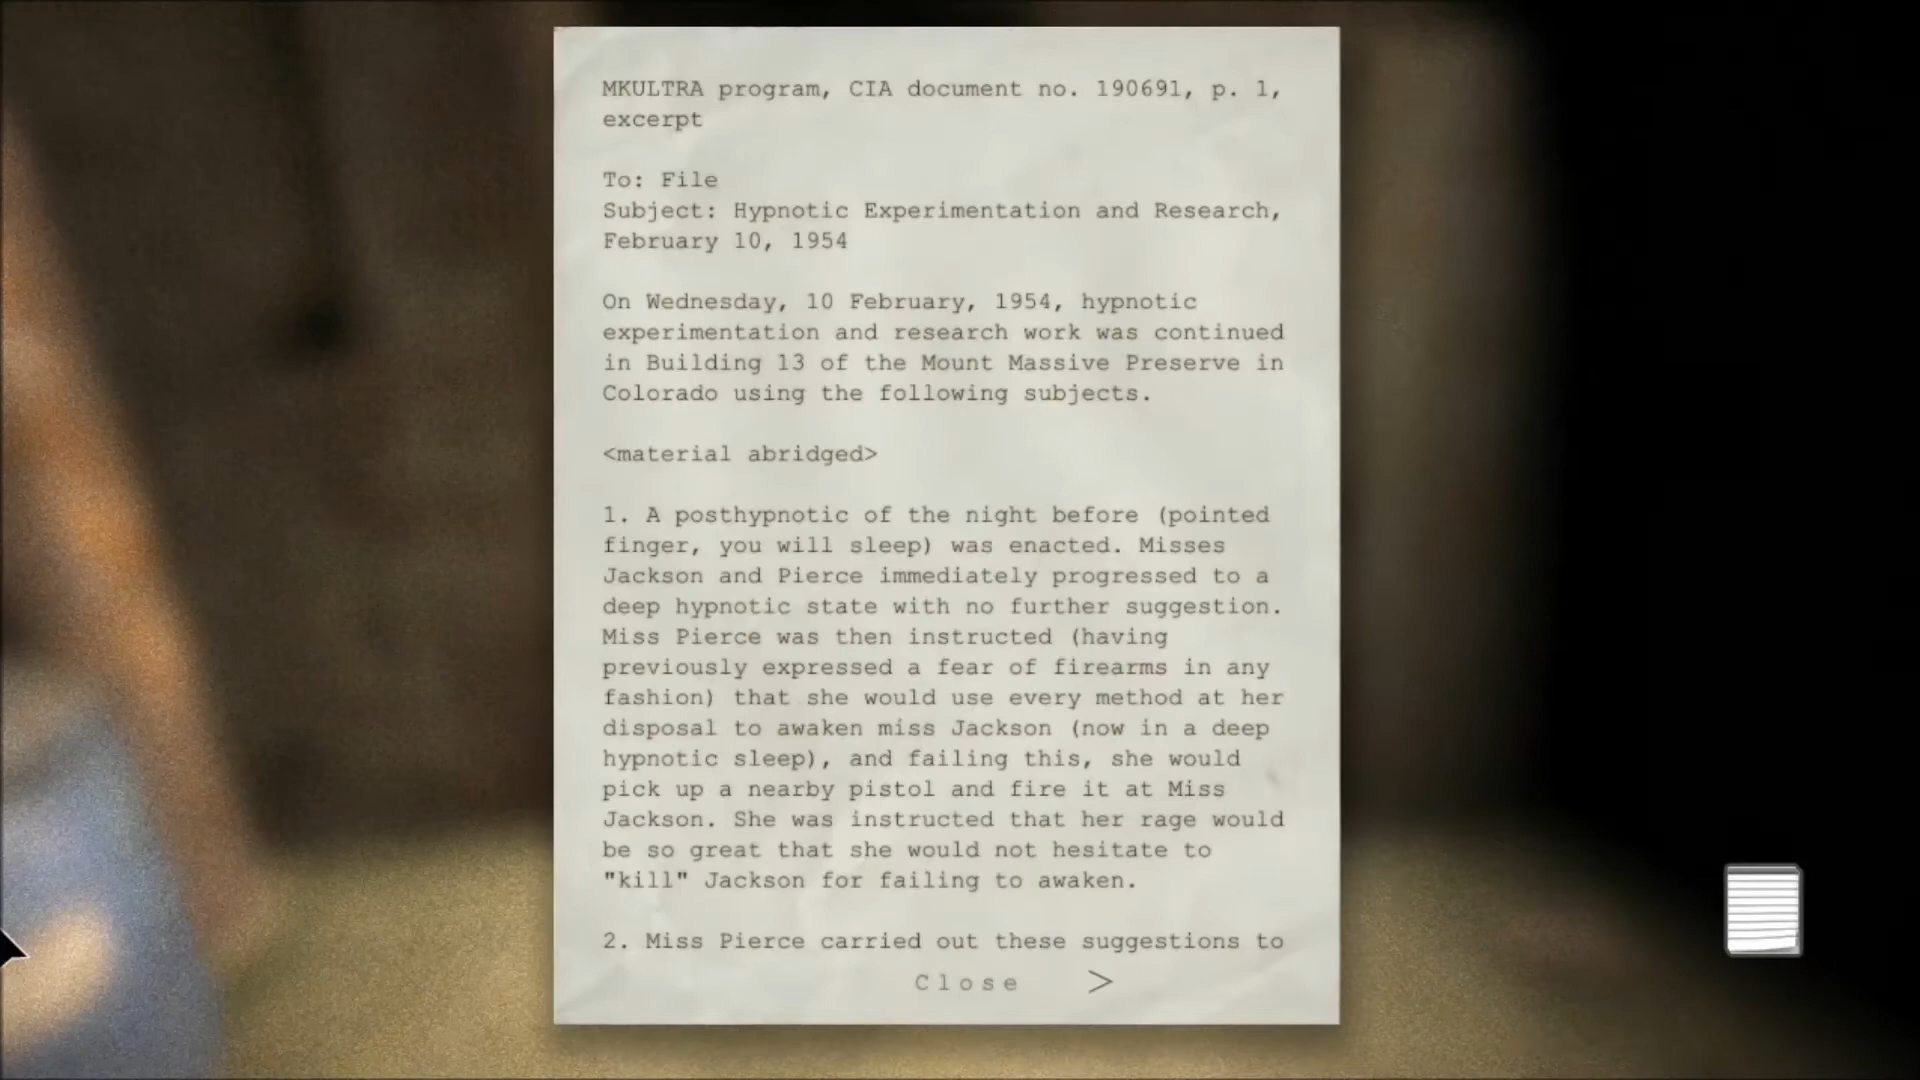 MKULTRA program, CIA document no. 190691, p. 1,
excerpt
To: File
Subject: Hypnotic Experimentation and Research,
February 10, 1954
On Wednesday, 10 February, 1954, hypnotic
experimentation and research work was continued
in Building 13 of the Mount Massive Preserve in
Colorado using the following subjects.
<material abridged>
1. A posthypnotic of the night before (pointed
finger, you will sleep) was enacted. Misses
Jackson and Pierce immediately progressed to a
deep hypnotic state with no further suggestion.
Miss Pierce was then instructed (having
previously expressed a fear of firearms in any
fashion) that she would use every method at her
disposal to awaken miss Jackson (now in a deep
hypnotic sleep), and failing this, she would
pick up a nearby pistol and fire it at Miss
Jackson. She was instructed that her rage would
be so great that she would not hesitate to
"kill" Jackson for failing to awaken.
2. Miss Pierce carried out these suggestions to
Close >